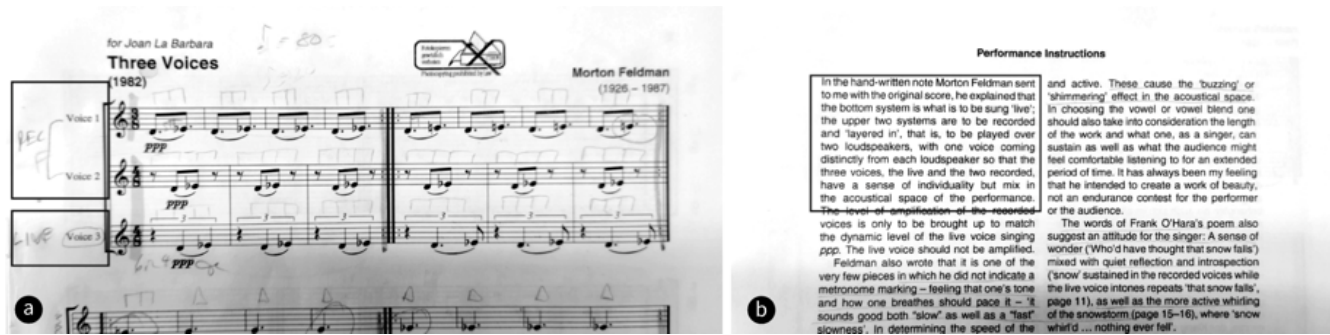 for Joan La Barbara
♩ = 80
Three Voices
(1982)
Morton Feldman
(1926 – 1987)
Voice 1
ppp
REC
Voice 2
ppp
3 3 3 3 3 3 3
LIVE
Voice 3
ppp
a
Performance Instructions
In the hand-written note Morton Feldman sent
to me with the original score, he explained that
the bottom system is what is to be sung 'live';
the upper two systems are to be recorded
and 'layered in', that is, to be played over
two loudspeakers, with one voice coming
distinctly from each loudspeaker so that the
three voices, the live and the two recorded,
have a sense of individuality but mix in
the acoustical space of the performance.
The level of amplification of the recorded
voices is only to be brought up to match
the dynamic level of the live voice singing
ppp. The live voice should not be amplified.
Feldman also wrote that it is one of the
very few pieces in which he did not indicate a
metronome marking – feeling that one's tone
and how one breathes should pace it – 'it
sounds good both "slow" as well as a "fast"
slowness'. In determining the speed of the
and active. These cause the 'buzzing' or
'shimmering' effect in the acoustical space.
In choosing the vowel or vowel blend one
should also take into consideration the length
of the work and what one, as a singer, can
sustain as well as what the audience might
feel comfortable listening to for an extended
period of time. It has always been my feeling
that he intended to create a work of beauty,
not an endurance contest for the performer
or the audience.
The words of Frank O'Hara's poem also
suggest an attitude for the singer: A sense of
wonder ('Who'd have thought that snow falls')
mixed with quiet reflection and introspection
('snow' sustained in the recorded voices while
the live voice intones repeats 'that snow falls',
page 11), as well as the more active whirling
of the snowstorm (page 15–16), where 'snow
whirl'd ... nothing ever fell'.
b